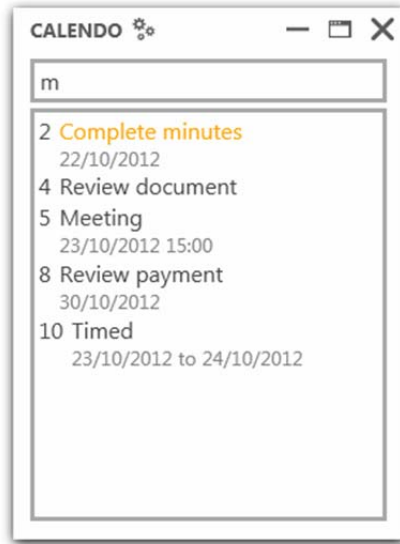 CALENDO
m
2 Complete minutes
22/10/2012
4 Review document
5 Meeting
23/10/2012 15:00
8 Review payment
30/10/2012
10 Timed
23/10/2012 to 24/10/2012